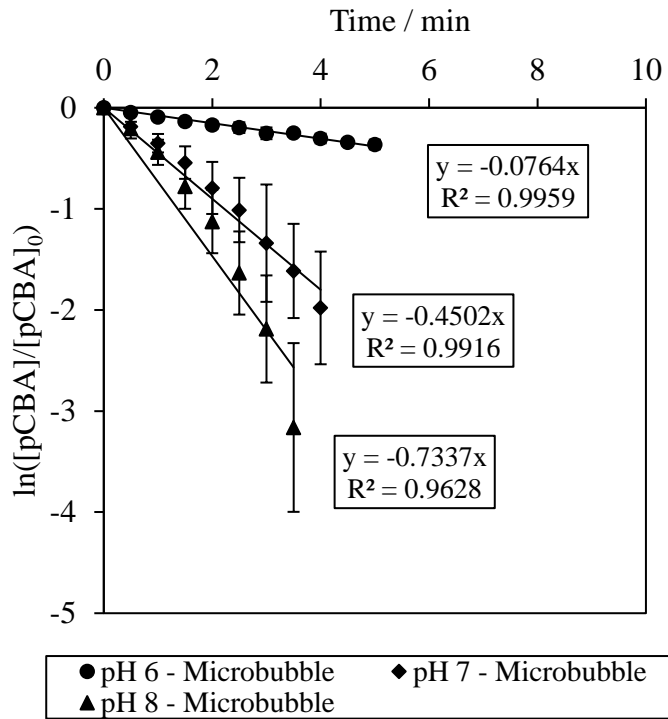 Time / min
0 2 4 6 8 10
0
-1
-2
-3
-4
-5
ln([pCBA]/[pCBA]₀)
y = -0.0764x
R² = 0.9959
y = -0.4502x
R² = 0.9916
y = -0.7337x
R² = 0.9628
pH 6 - Microbubble pH 7 - Microbubble
pH 8 - Microbubble